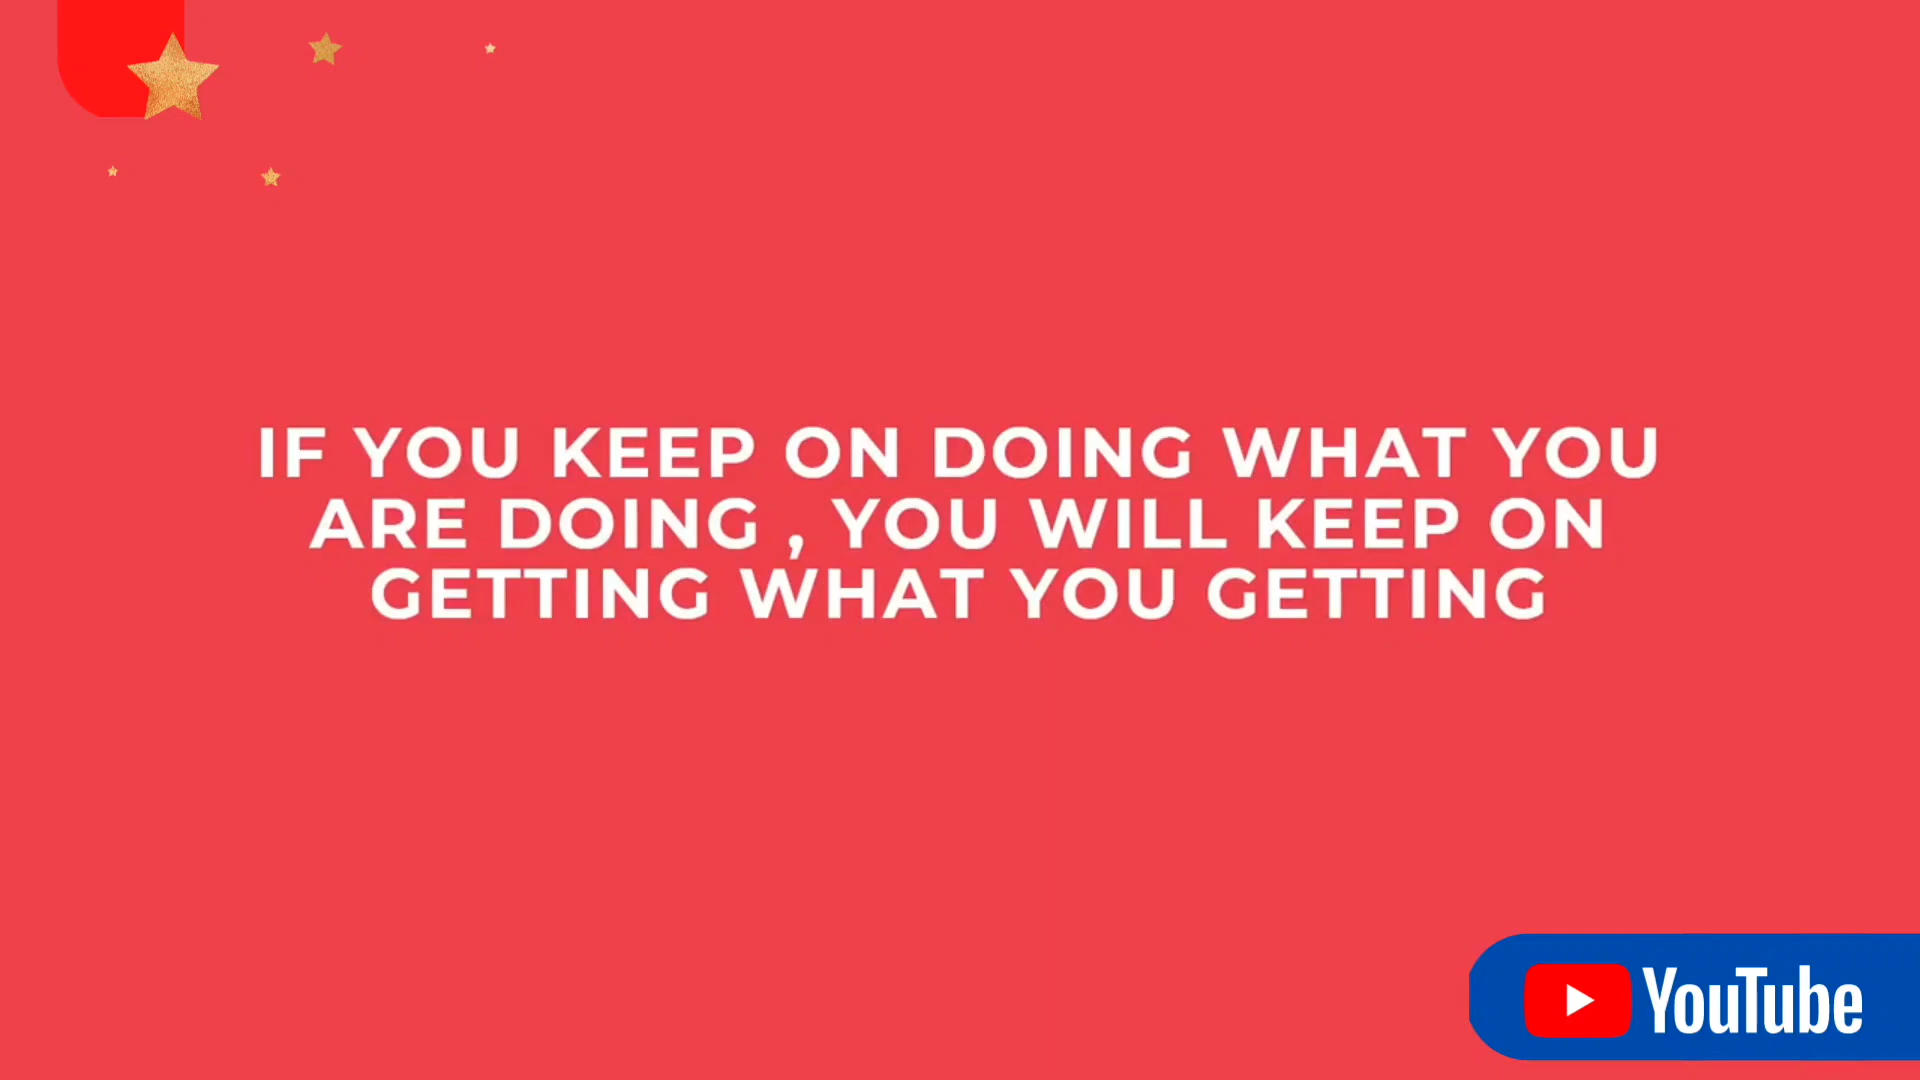 IF YOU KEEP ON DOING WHAT YOU
ARE DOING , YOU WILL KEEP ON
GETTING WHAT YOU GETTING
YouTube